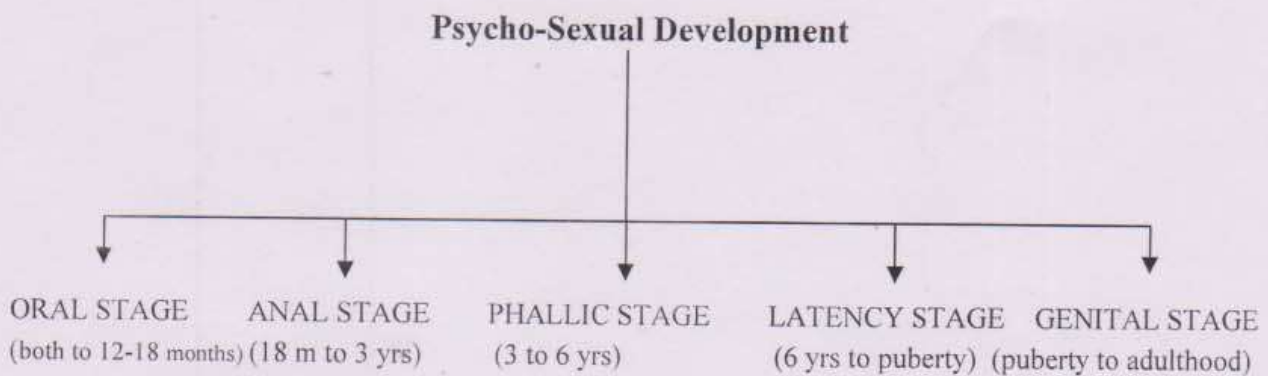 Psycho-Sexual Development
ORAL STAGE ANAL STAGE PHALLIC STAGE LATENCY STAGE GENITAL STAGE
(both to 12-18 months) (18 m to 3 yrs) (3 to 6 yrs) (6 yrs to puberty) (puberty to adulthood)